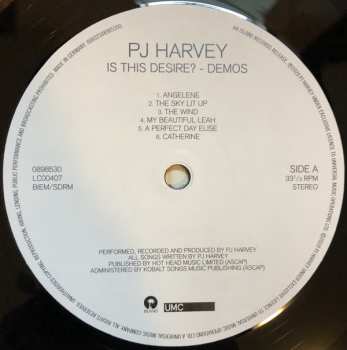 PJ HARVEY
IS THIS DESIRE? - DEMOS
1. ANGELENE
2. THE SKY LIT UP
3. THE WIND
4. MY BEAUTIFUL LEAH
5. A PERFECT DAY ELISE
6. CATHERINE
0898530
LC00407
BIEM/SDRM
SIDE A
33⅓ RPM
STEREO
PERFORMED, RECORDED AND PRODUCED BY PJ HARVEY
ALL SONGS WRITTEN BY PJ HARVEY
PUBLISHED BY HOT HEAD MUSIC LIMITED (ASCAP)
ADMINISTERED BY KOBALT SONGS MUSIC PUBLISHING (ASCAP)
ISLAND
UMC